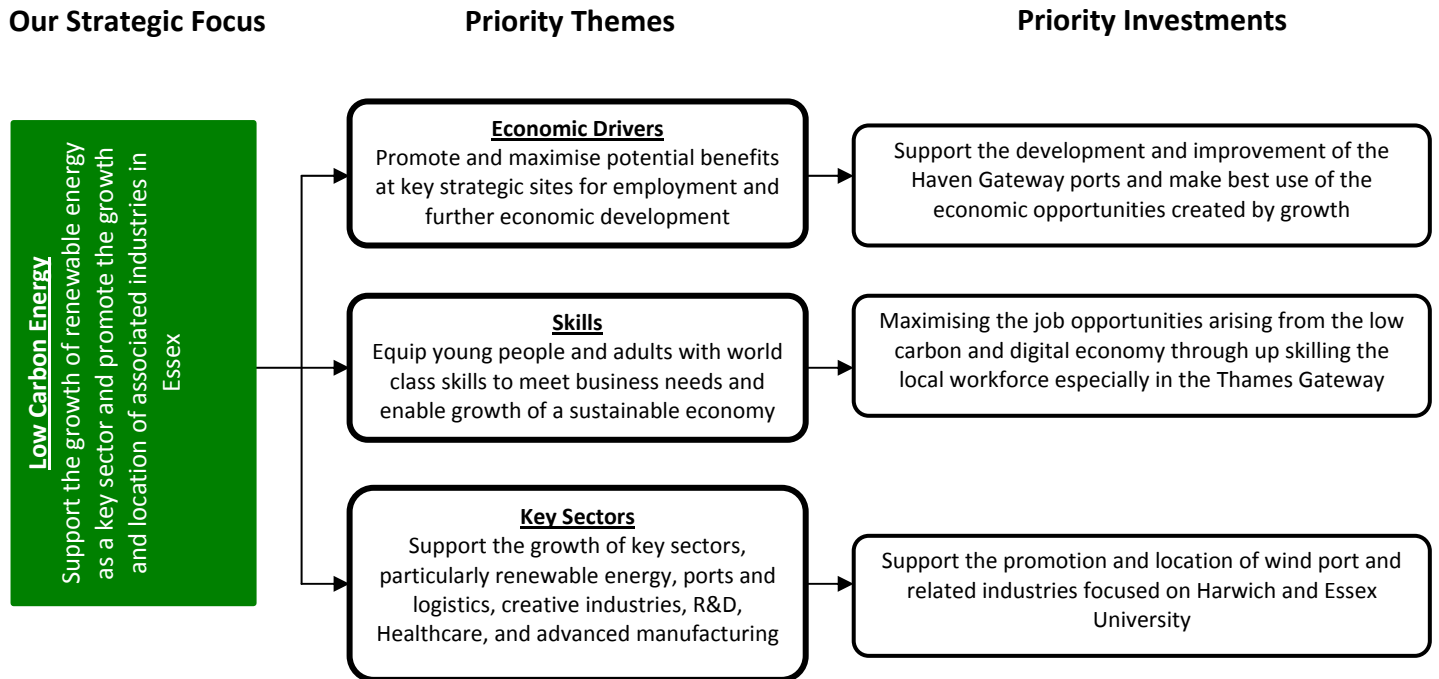 Our Strategic Focus
Priority Themes
Priority Investments
Low Carbon Energy
Support the growth of renewable energy
as a key sector and promote the growth
and location of associated industries in
Essex
Economic Drivers
Promote and maximise potential benefits
at key strategic sites for employment and
further economic development
Support the development and improvement of the
Haven Gateway ports and make best use of the
economic opportunities created by growth
Skills
Equip young people and adults with world
class skills to meet business needs and
enable growth of a sustainable economy
Maximising the job opportunities arising from the low
carbon and digital economy through up skilling the
local workforce especially in the Thames Gateway
Key Sectors
Support the growth of key sectors,
particularly renewable energy, ports and
logistics, creative industries, R&D,
Healthcare, and advanced manufacturing
Support the promotion and location of wind port and
related industries focused on Harwich and Essex
University